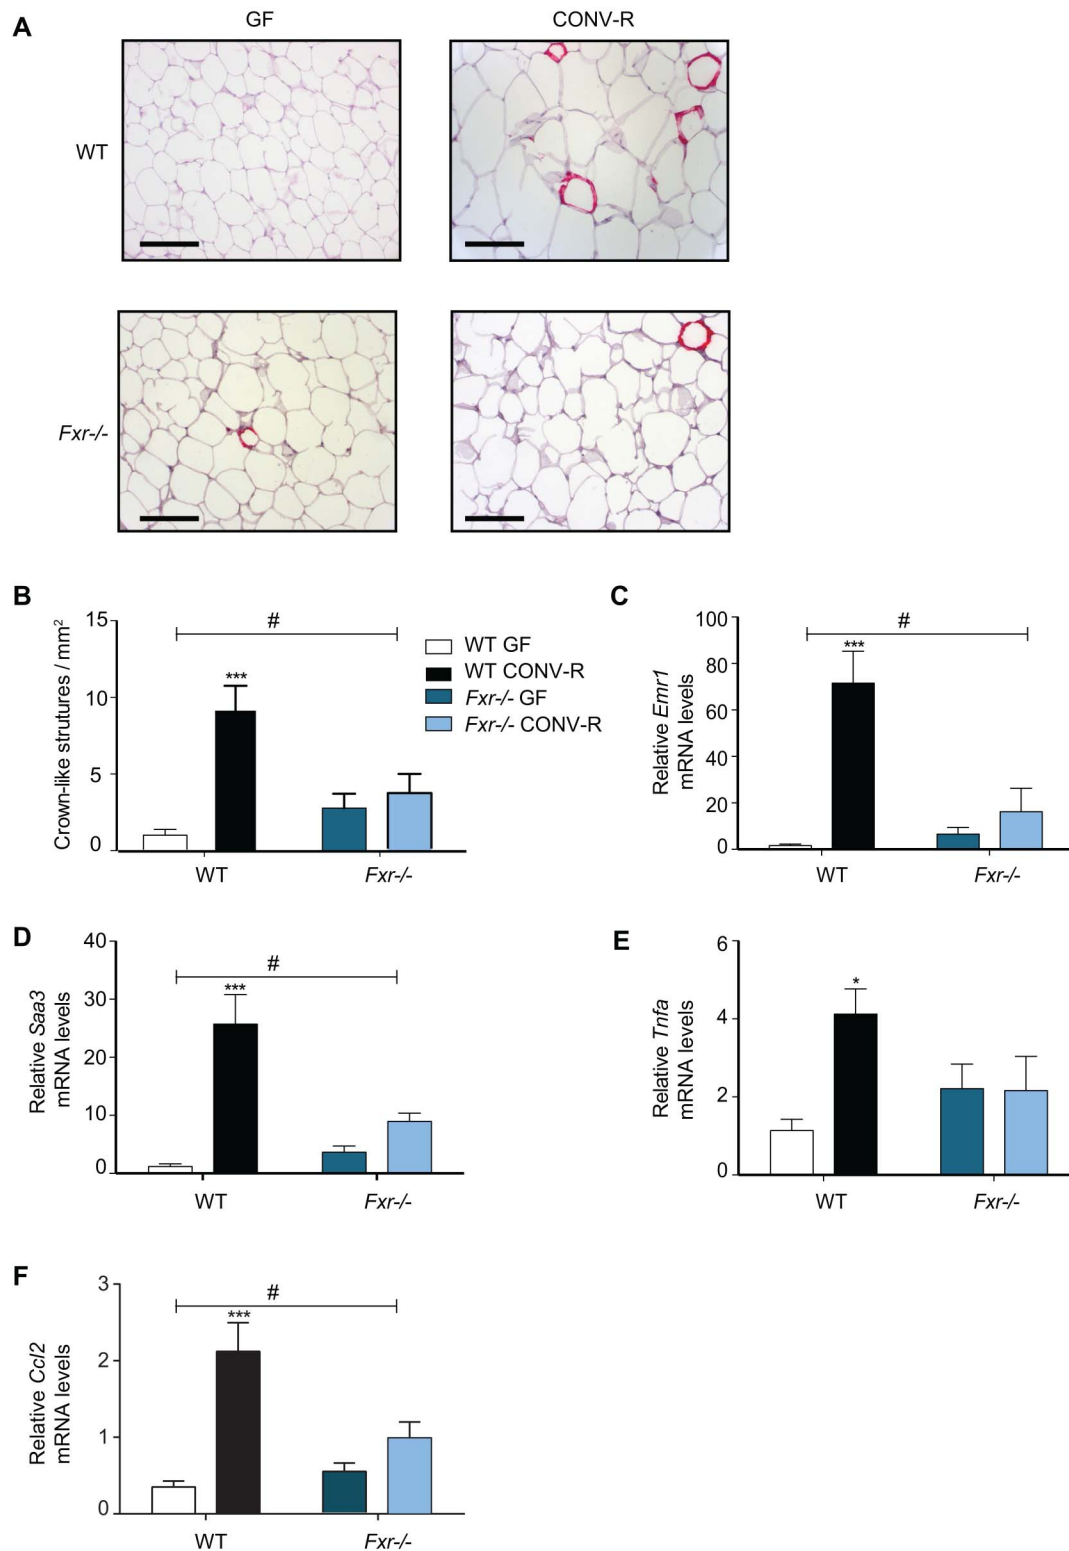 A
GF
CONV-R
WT
Fxr-/-
B
Crown-like strutures / mm²
15
10
5
0
#
***
WT
Fxr-/-
WT GF
WT CONV-R
Fxr-/- GF
Fxr-/- CONV-R
C
Relative Emr1
mRNA levels
100
80
60
40
20
0
#
***
WT
Fxr-/-
D
Relative Saa3
mRNA levels
40
30
20
10
0
#
***
WT
Fxr-/-
E
Relative Tnfa
mRNA levels
6
4
2
0
*
WT
Fxr-/-
F
Relative Ccl2
mRNA levels
3
2
1
0
#
***
WT
Fxr-/-